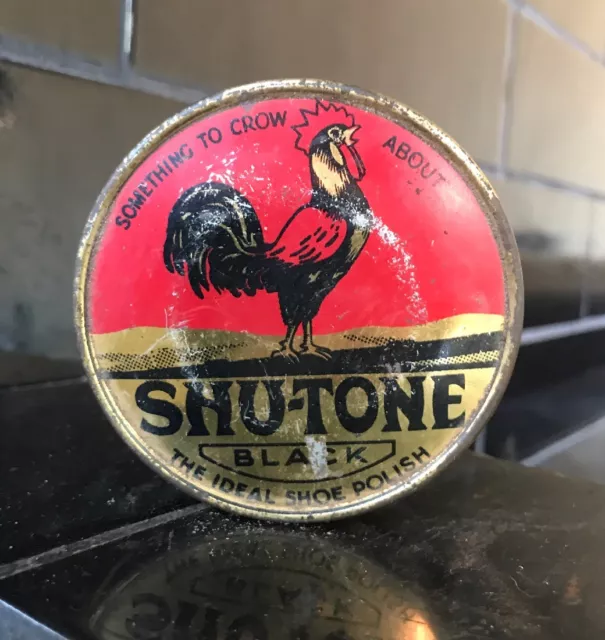 SOMETHING TO CROW ABOUT
SHU-TONE
BLACK
THE IDEAL SHOE POLISH